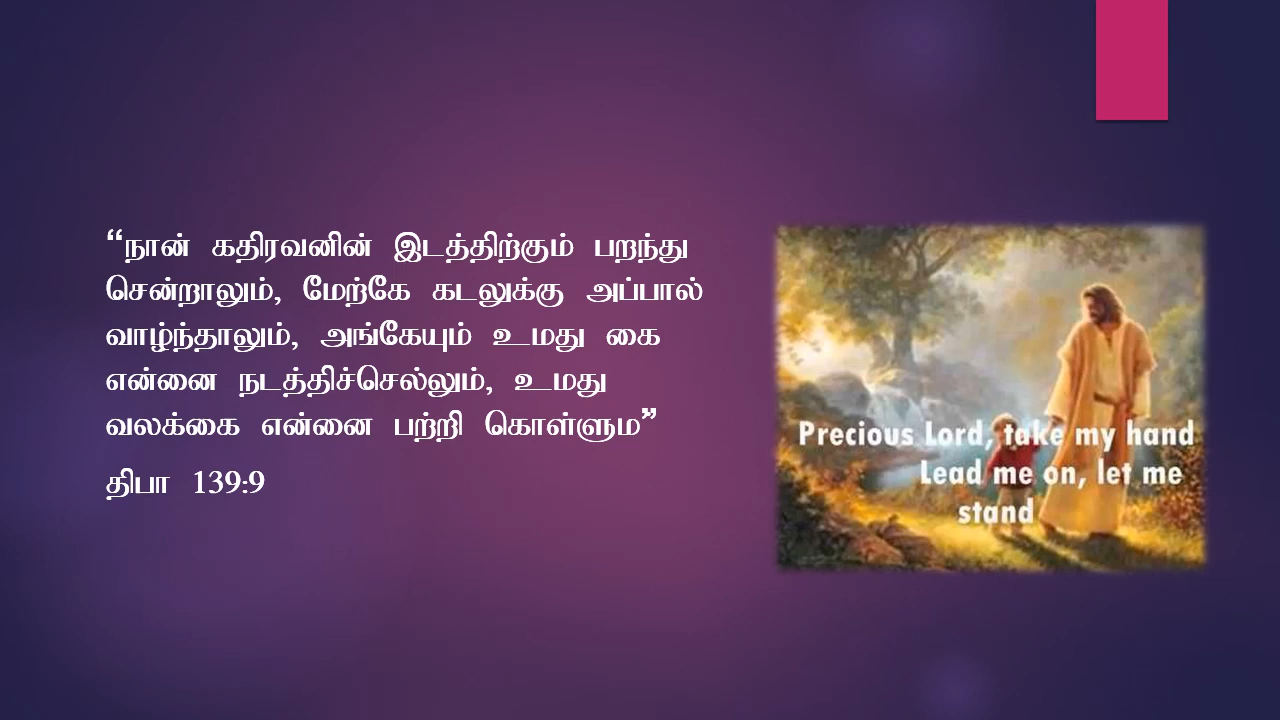 “நான் கதிரவனின் இடத்திற்கும் பறந்து
சென்றாலும், மேற்கே கடலுக்கு அப்பால்
வாழ்ந்தாலும், அங்கேயும் உமது கை
என்னை நடத்திச்செல்லும், உமது
வலக்கை என்னை பற்றி கொள்ளும”
திபா 139:9
Precious Lord, take my hand
Lead me on, let me
stand